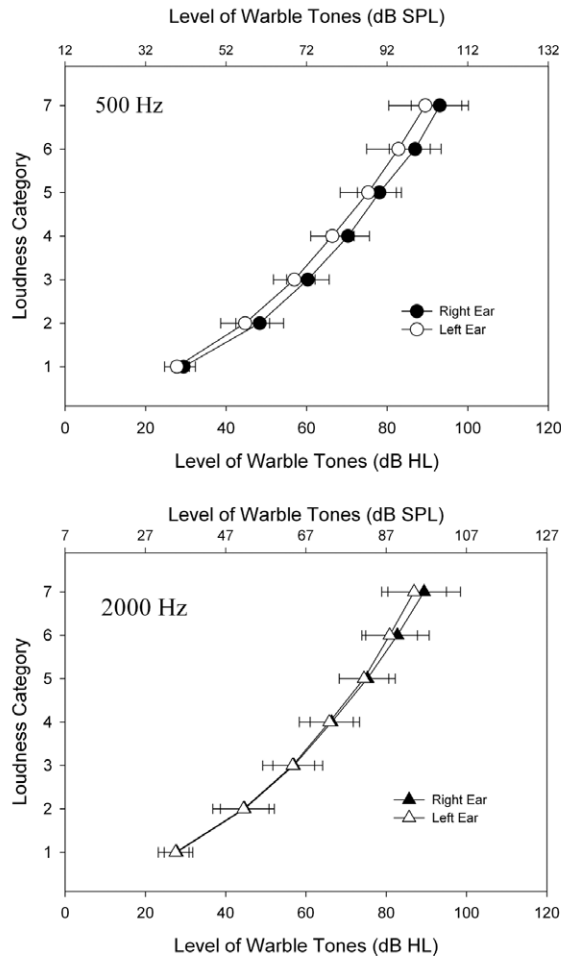 Level of Warble Tones (dB SPL)
12 32 52 72 92 112 132
500 Hz
7
6
5
4
3
2
1
Loudness Category
Right Ear
Left Ear
0 20 40 60 80 100 120
Level of Warble Tones (dB HL)
Level of Warble Tones (dB SPL)
7 27 47 67 87 107 127
2000 Hz
7
6
5
4
3
2
1
Loudness Category
Right Ear
Left Ear
0 20 40 60 80 100 120
Level of Warble Tones (dB HL)